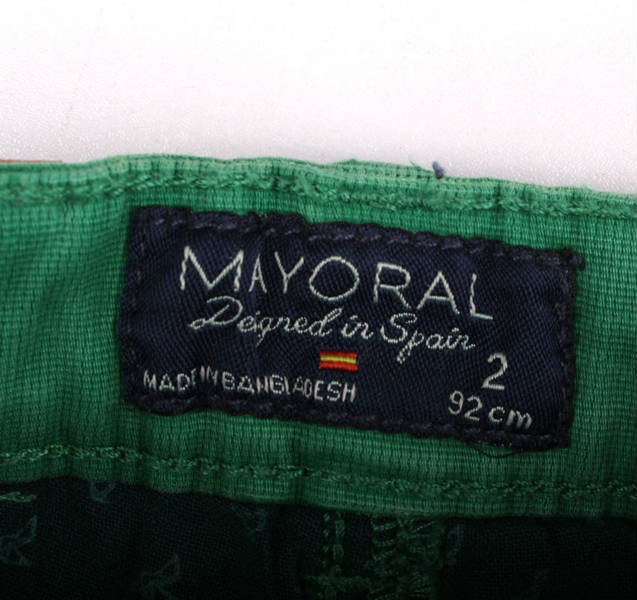 MAYORAL
Deigned in Spain
2
MADE IN BANGLADESH
92 cm